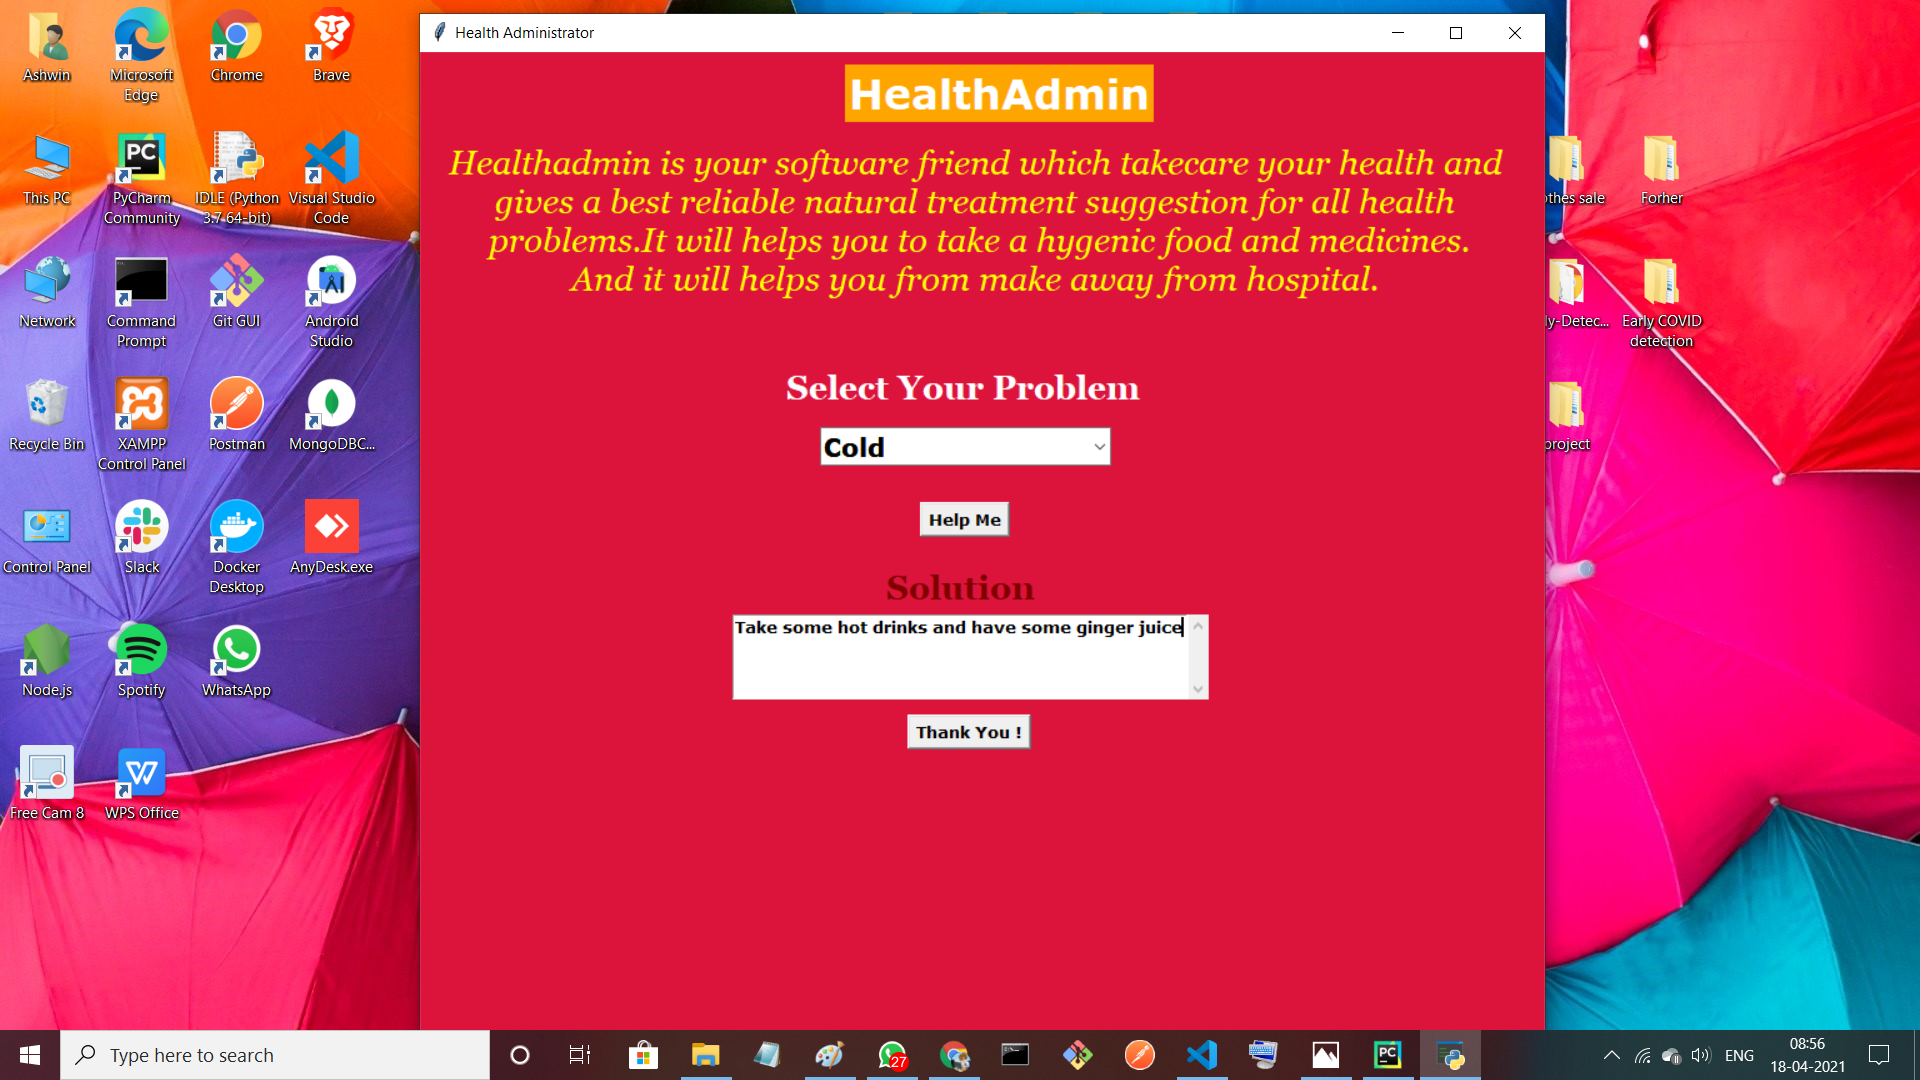 Ashwin
Microsoft
Edge
Chrome
Brave
This PC
PyCharm
Community
IDLE (Python
3.7 64-bit)
Visual Studio
Code
Network
Command
Prompt
Git GUI
Android
Studio
Recycle Bin
XAMPP
Control Panel
Postman
MongoDBC...
Control Panel
Slack
Docker
Desktop
AnyDesk.exe
Node.js
Spotify
WhatsApp
Free Cam 8
WPS Office
Health Administrator
HealthAdmin
Healthadmin is your software friend which takecare your health and
gives a best reliable natural treatment suggestion for all health
problems.It will helps you to take a hygenic food and medicines.
And it will helps you from make away from hospital.
Select Your Problem
Cold
Help Me
Solution
Take some hot drinks and have some ginger juice
Thank You !
sale
Forher
ly-Detec...
Early COVID
detection
project
Type here to search
27
ENG
08:56
18-04-2021
PC
PC